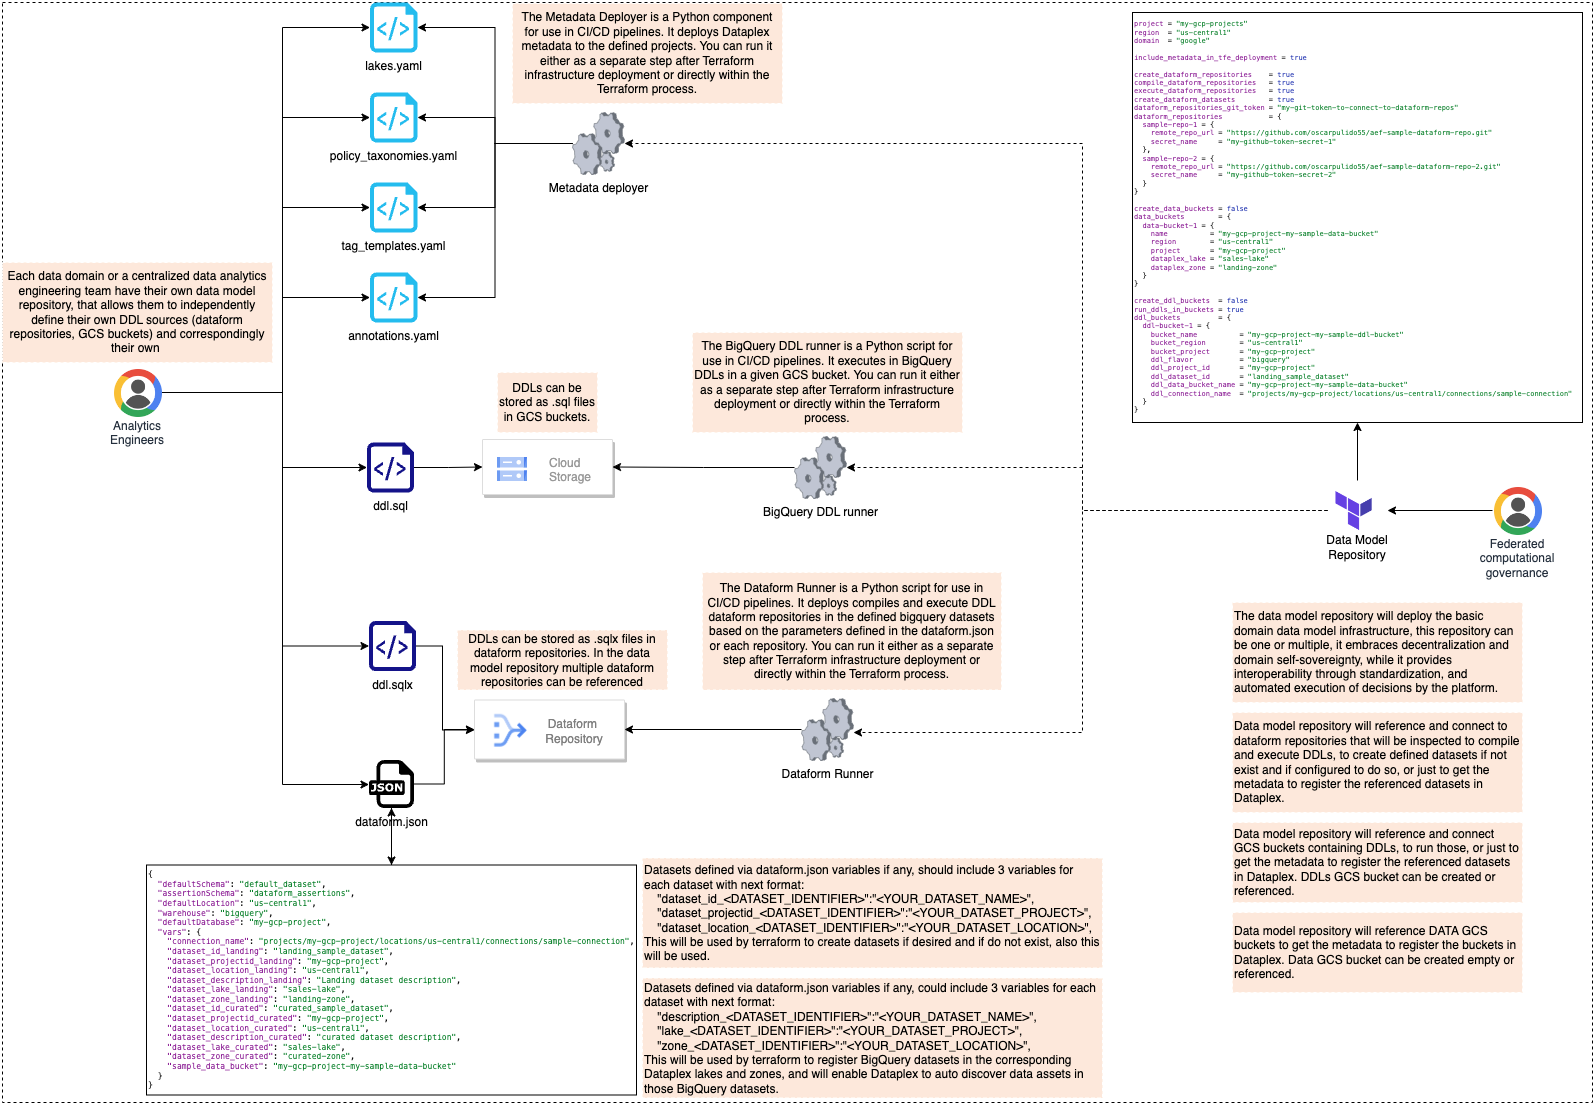 lakes.yaml
policy_taxonomies.yaml
tag_templates.yaml
annotations.yaml
The Metadata Deployer is a Python component
for use in CI/CD pipelines. It deploys Dataplex
metadata to the defined projects. You can run it
either as a separate step after Terraform
infrastructure deployment or directly within the
Terraform process.
Metadata deployer
Each data domain or a centralized data analytics
engineering team have their own data model
repository, that allows them to independently
define their own DDL sources (dataform
repositories, GCS buckets) and correspondingly
their own
Analytics
Engineers
DDLs can be
stored as .sql files
in GCS buckets.
ddl.sql
Cloud
Storage
The BigQuery DDL runner is a Python script for
use in CI/CD pipelines. It executes in BigQuery
DDLs in a given GCS bucket. You can run it either
as a separate step after Terraform infrastructure
deployment or directly within the Terraform
process.
BigQuery DDL runner
ddl.sqlx
DDLs can be stored as .sqlx files in
dataform repositories. In the data
model repository multiple dataform
repositories can be referenced
Dataform
Repository
The Dataform Runner is a Python script for use in
CI/CD pipelines. It deploys compiles and execute DDL
dataform repositories in the defined bigquery datasets
based on the parameters defined in the dataform.json
or each repository. You can run it either as a separate
step after Terraform infrastructure deployment or
directly within the Terraform process.
Dataform Runner
JSON
dataform.json
{
"defaultSchema": "default_dataset",
"assertionSchema": "dataform_assertions",
"defaultLocation": "us-central1",
"warehouse": "bigquery",
"defaultDatabase": "my-gcp-project",
"vars": {
"connection_name": "projects/my-gcp-project/locations/us-central1/connections/sample-connection",
"dataset_id_landing": "landing_sample_dataset",
"dataset_projectid_landing": "my-gcp-project",
"dataset_location_landing": "us-central1",
"dataset_description_landing": "Landing dataset description",
"dataset_lake_landing": "sales-lake",
"dataset_zone_landing": "landing-zone",
"dataset_id_curated": "curated_sample_dataset",
"dataset_projectid_curated": "my-gcp-project",
"dataset_location_curated": "us-central1",
"dataset_description_curated": "curated dataset description",
"dataset_lake_curated": "sales-lake",
"dataset_zone_curated": "curated-zone",
"sample_data_bucket": "my-gcp-project-my-sample-data-bucket"
}
}
Datasets defined via dataform.json variables if any, should include 3 variables for
each dataset with next format:
"dataset_id_<DATASET_IDENTIFIER>":"<YOUR_DATASET_NAME>",
"dataset_projectid_<DATASET_IDENTIFIER>":"<YOUR_DATASET_PROJECT>",
"dataset_location_<DATASET_IDENTIFIER>":"<YOUR_DATASET_LOCATION>",
This will be used by terraform to create datasets if desired and if do not exist, also this
will be used.
Datasets defined via dataform.json variables if any, could include 3 variables for each
dataset with next format:
"description_<DATASET_IDENTIFIER>":"<YOUR_DATASET_NAME>",
"lake_<DATASET_IDENTIFIER>":"<YOUR_DATASET_PROJECT>",
"zone_<DATASET_IDENTIFIER>":"<YOUR_DATASET_LOCATION>",
This will be used by terraform to register BigQuery datasets in the corresponding
Dataplex lakes and zones, and will enable Dataplex to auto discover data assets in
those BigQuery datasets.
project = "my-gcp-projects"
region  = "us-central1"
domain  = "google"
include_metadata_in_tfe_deployment = true
create_dataform_repositories    = true
compile_dataform_repositories   = true
execute_dataform_repositories   = true
create_dataform_datasets        = true
dataform_repositories_git_token = "my-git-token-to-connect-to-dataform-repos"
dataform_repositories           = {
sample-repo-1 = {
remote_repo_url = "https://github.com/oscarpulido55/aef-sample-dataform-repo.git"
secret_name     = "my-github-token-secret-1"
},
sample-repo-2 = {
remote_repo_url = "https://github.com/oscarpulido55/aef-sample-dataform-repo-2.git"
secret_name     = "my-github-token-secret-2"
}
}
create_data_buckets = false
data_buckets        = {
data-bucket-1 = {
name          = "my-gcp-project-my-sample-data-bucket"
region        = "us-central1"
project       = "my-gcp-project"
dataplex_lake = "sales-lake"
dataplex_zone = "landing-zone"
}
}
create_ddl_buckets  = false
run_ddls_in_buckets = true
ddl_buckets         = {
ddl-bucket-1 = {
bucket_name          = "my-gcp-project-my-sample-ddl-bucket"
bucket_region        = "us-central1"
bucket_project       = "my-gcp-project"
ddl_flavor           = "bigquery"
ddl_project_id       = "my-gcp-project"
ddl_dataset_id       = "landing_sample_dataset"
ddl_data_bucket_name = "my-gcp-project-my-sample-data-bucket"
ddl_connection_name  = "projects/my-gcp-project/locations/us-central1/connections/sample-connection"
}
}
Data Model
Repository
Federated
computational
governance
The data model repository will deploy the basic
domain data model infrastructure, this repository can
be one or multiple, it embraces decentralization and
domain self-sovereignty, while it provides
interoperability through standardization, and
automated execution of decisions by the platform.
Data model repository will reference and connect to
dataform repositories that will be inspected to compile
and execute DDLs, to create defined datasets if not
exist and if configured to do so, or just to get the
metadata to register the referenced datasets in
Dataplex.
Data model repository will reference and connect
GCS buckets containing DDLs, to run those, or just to
get the metadata to register the referenced datasets
in Dataplex. DDLs GCS bucket can be created or
referenced.
Data model repository will reference DATA GCS
buckets to get the metadata to register the buckets in
Dataplex. Data GCS bucket can be created empty or
referenced.